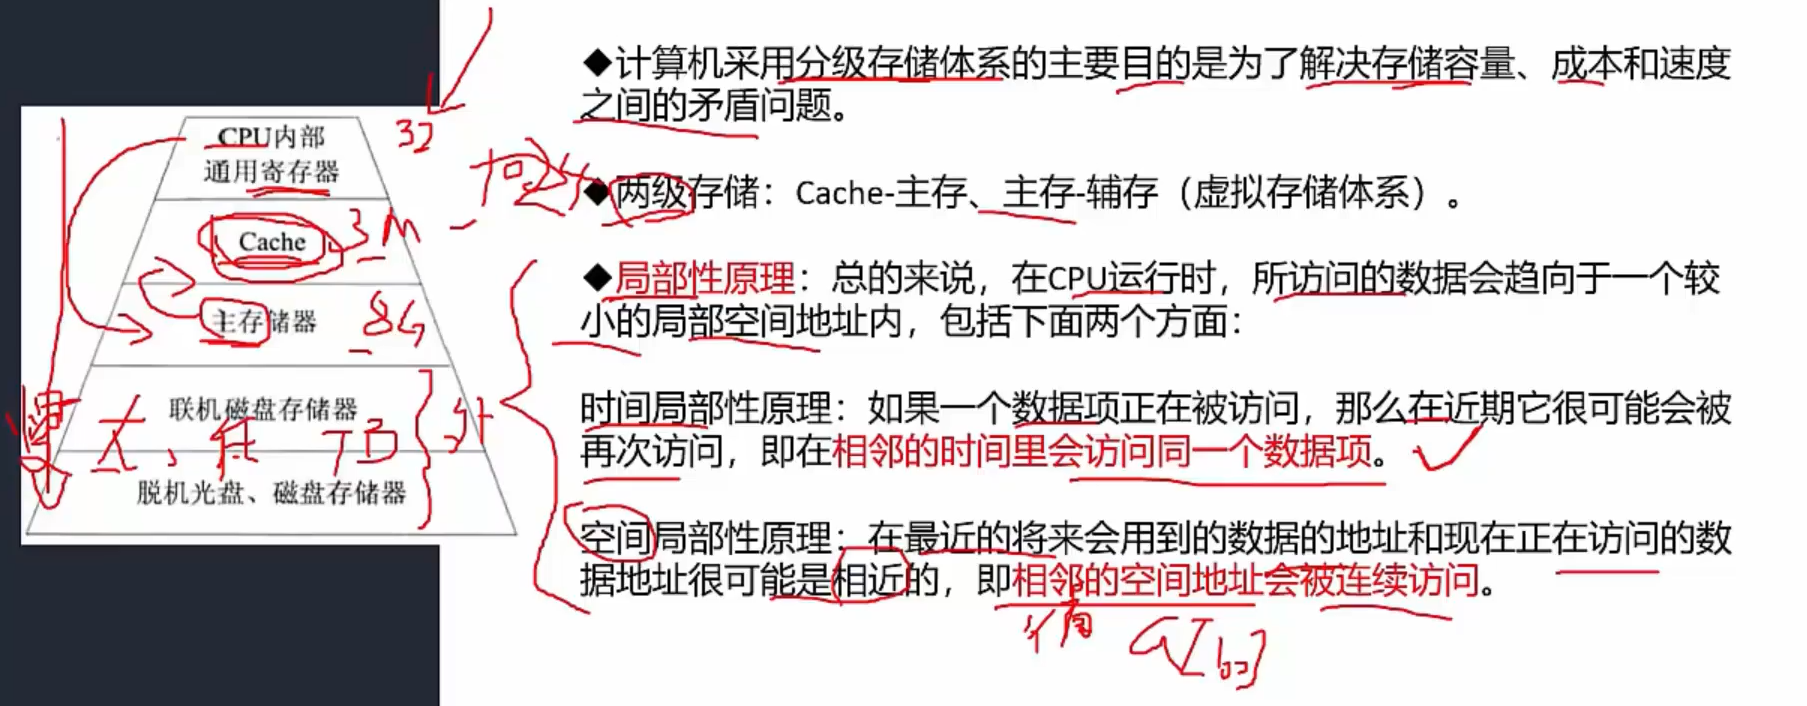 CPU内部
通用寄存器
Cache
主存储器
联机磁盘存储器
脱机光盘、磁盘存储器
32
3M
8G
大、低 TB
外
慢
◆计算机采用分级存储体系的主要目的是为了解决存储容量、成本和速度
之间的矛盾问题。
◆两级存储：Cache-主存、主存-辅存（虚拟存储体系）。
◆局部性原理：总的来说，在CPU运行时，所访问的数据会趋向于一个较
小的局部空间地址内，包括下面两个方面：
时间局部性原理：如果一个数据项正在被访问，那么在近期它很可能会被
再次访问，即在相邻的时间里会访问同一个数据项。
空间局部性原理：在最近的将来会用到的数据的地址和现在正在访问的数
据地址很可能是相近的，即相邻的空间地址会被连续访问。